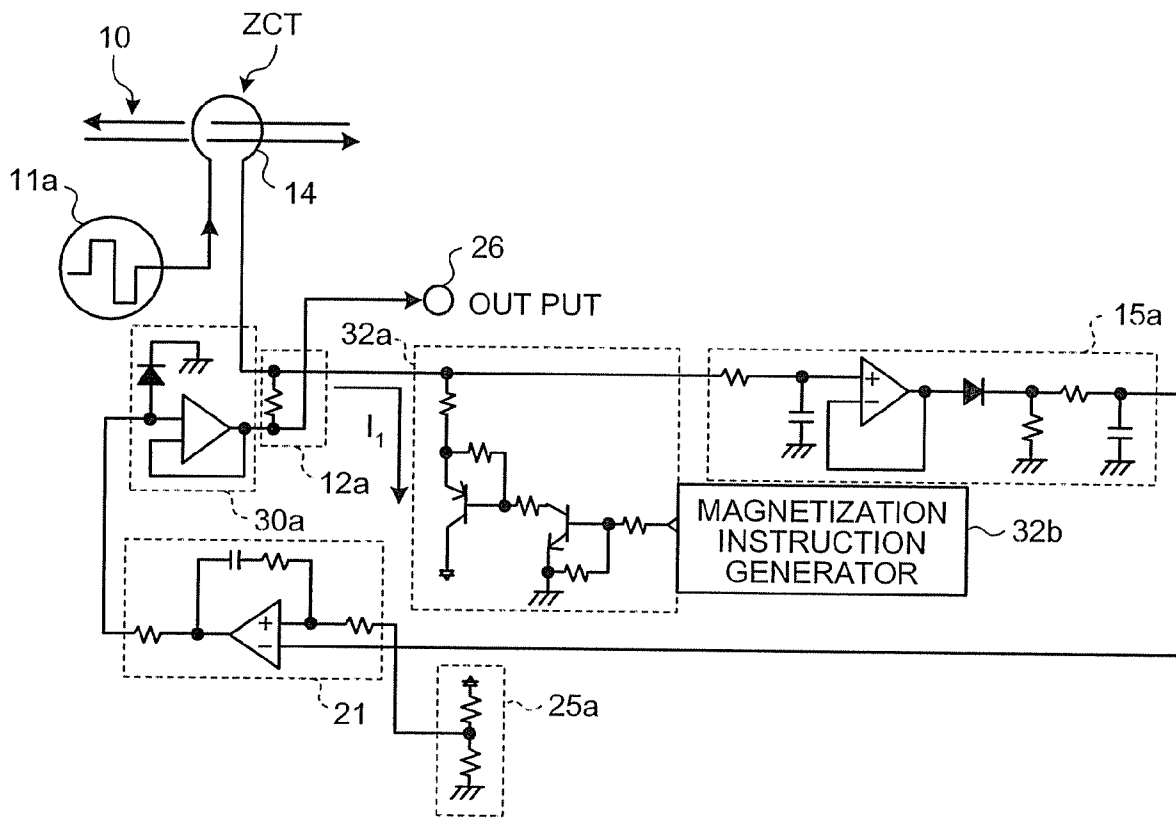 ZCT
10
11a
14
26
OUT PUT
32a
15a
I1
12a
30a
MAGNETIZATION
INSTRUCTION
GENERATOR
32b
+
−
+
−
21
25a